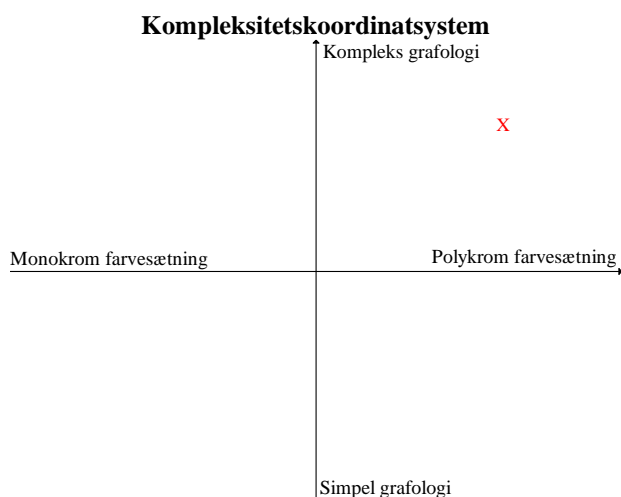 Kompleksitetskoordinatsystem
Kompleks grafologi
X
Monokrom farvesætning
Polykrom farvesætning
Simpel grafologi